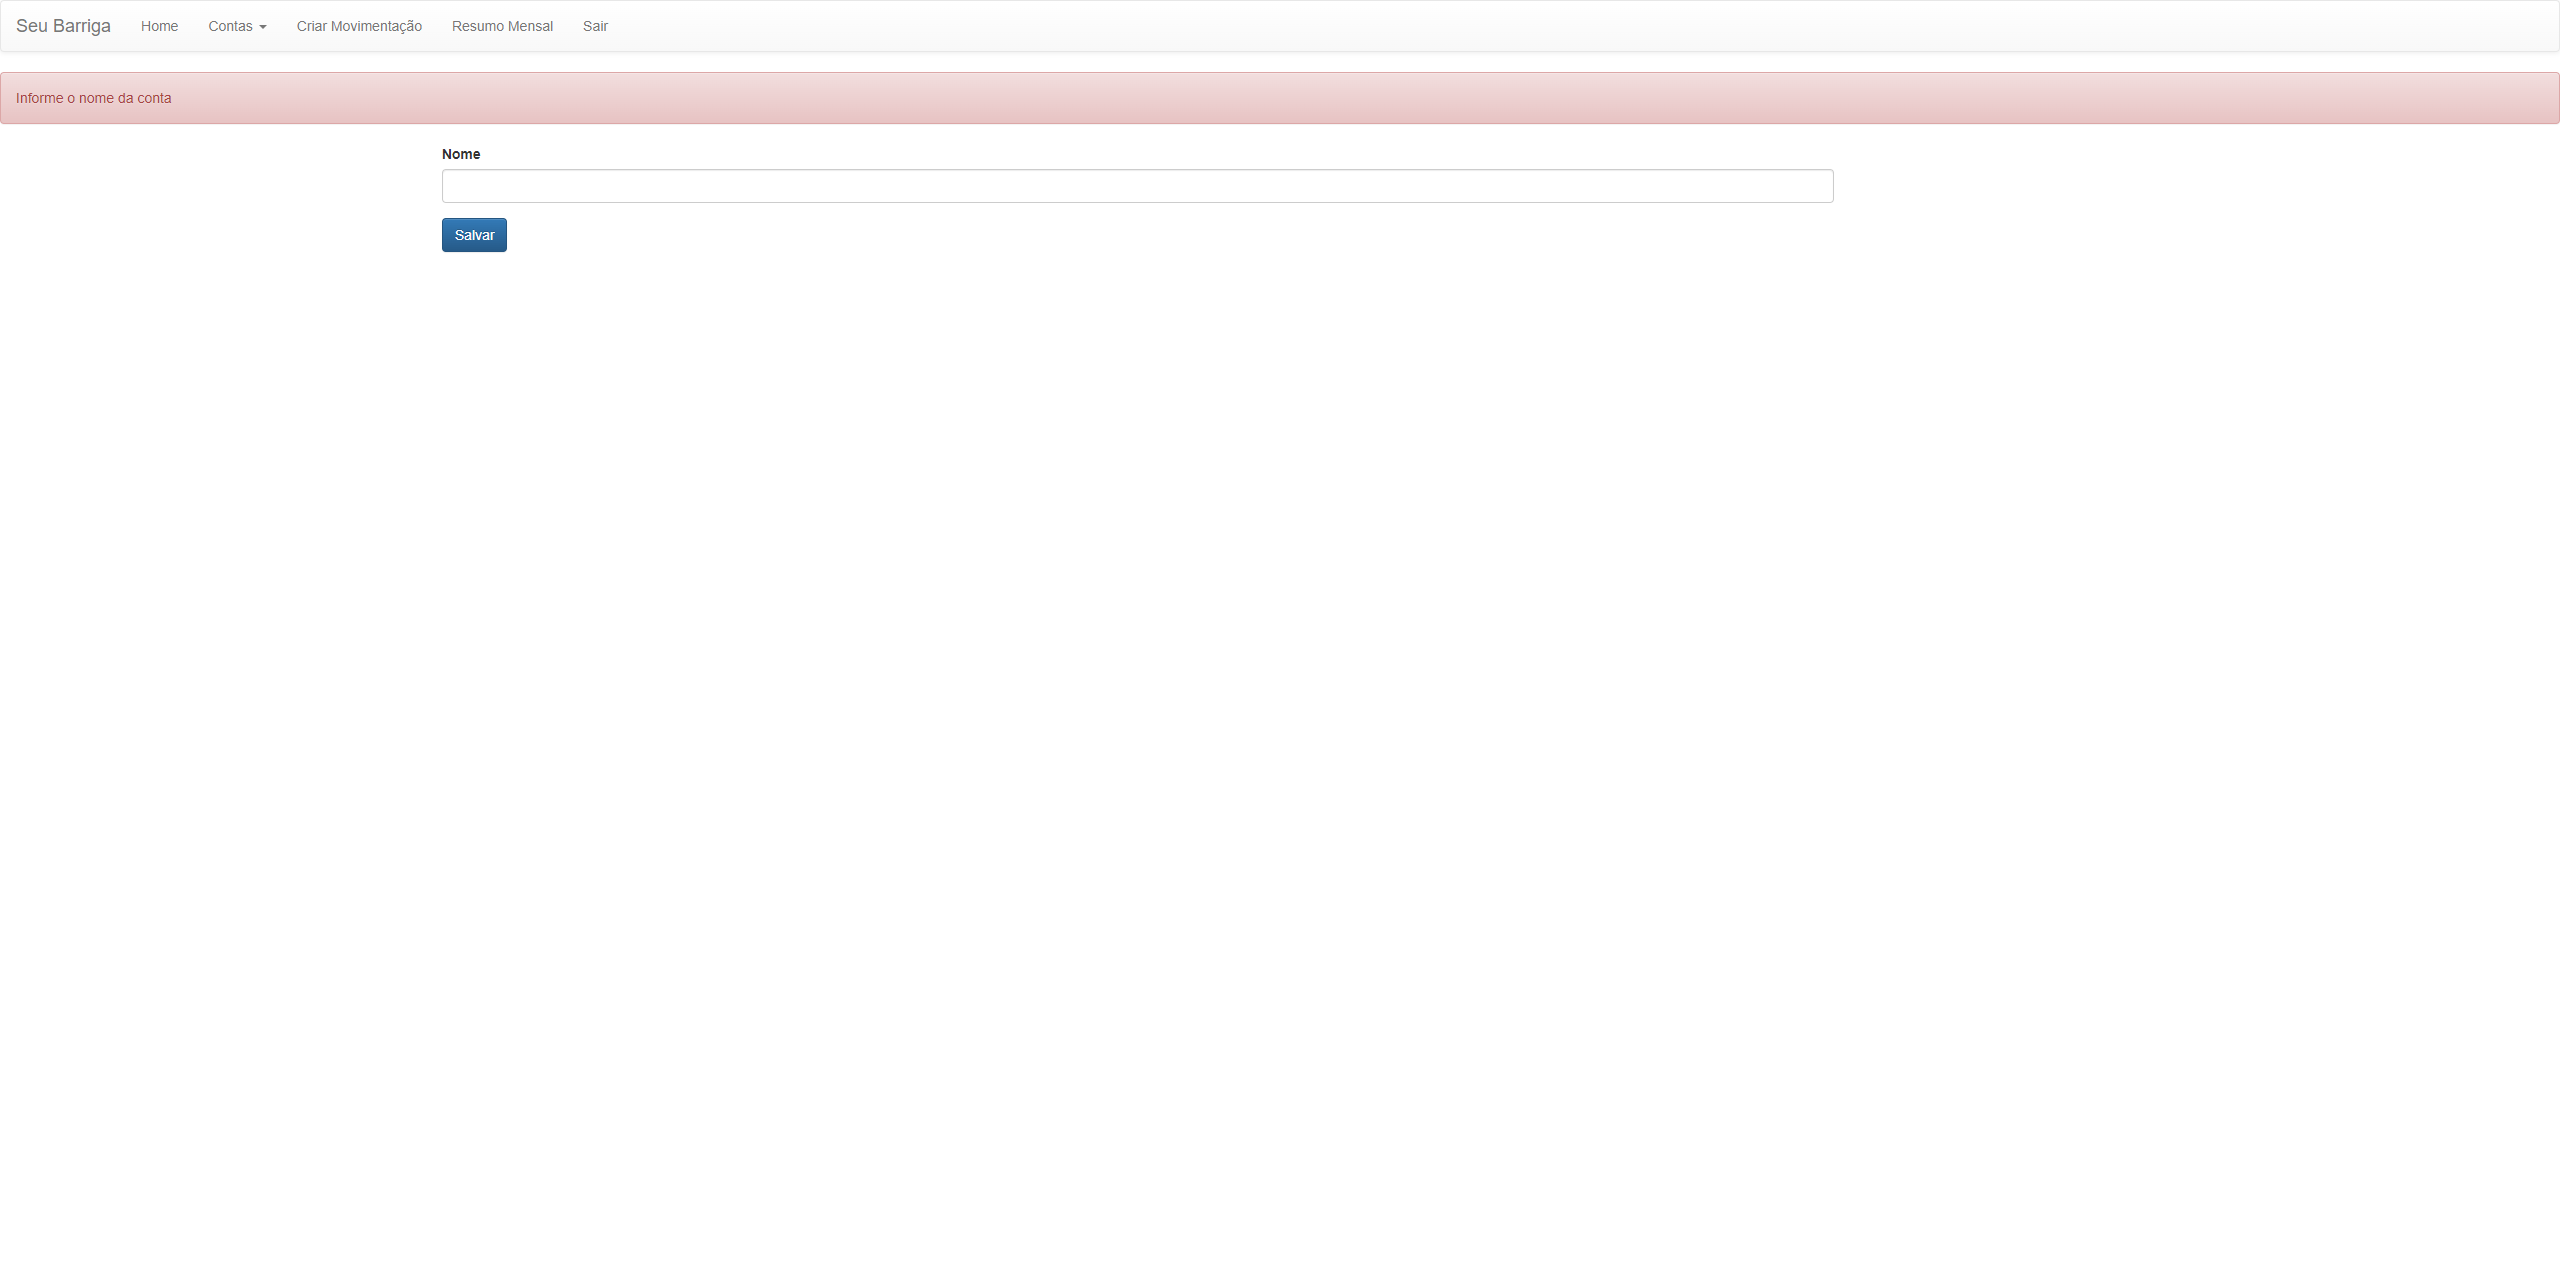 Seu Barriga Home Contas Criar Movimentação Resumo Mensal Sair
Informe o nome da conta
Nome
Salvar